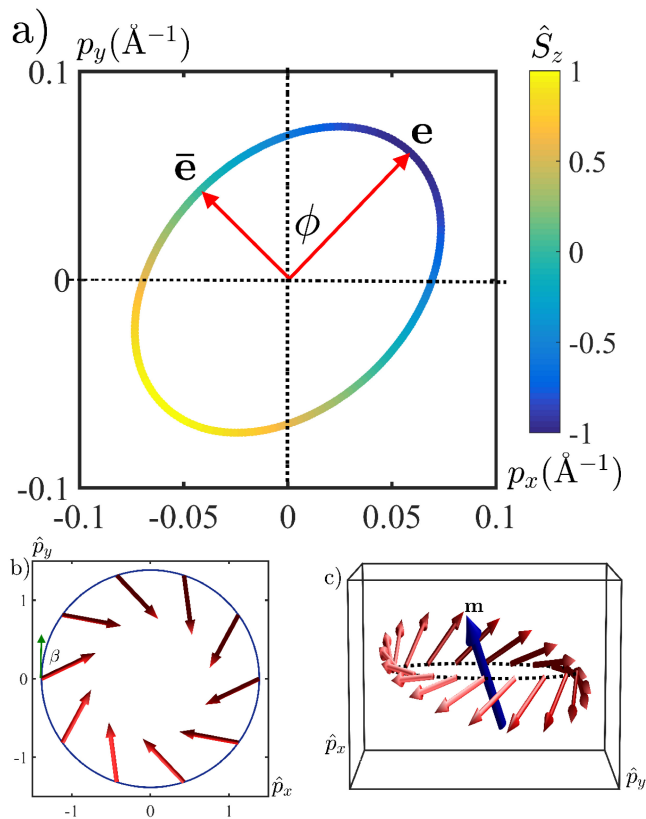 a)
p_y(Å⁻¹)
Ŝ_z
0.1
0
-0.1
ē
e
ϕ
1
0.5
0
-0.5
-1
p_x(Å⁻¹)
-0.1
-0.05
0
0.05
0.1
b)
p̂_y
1
0
-1
β
p̂_x
-1
0
1
c)
m
p̂_x
p̂_y